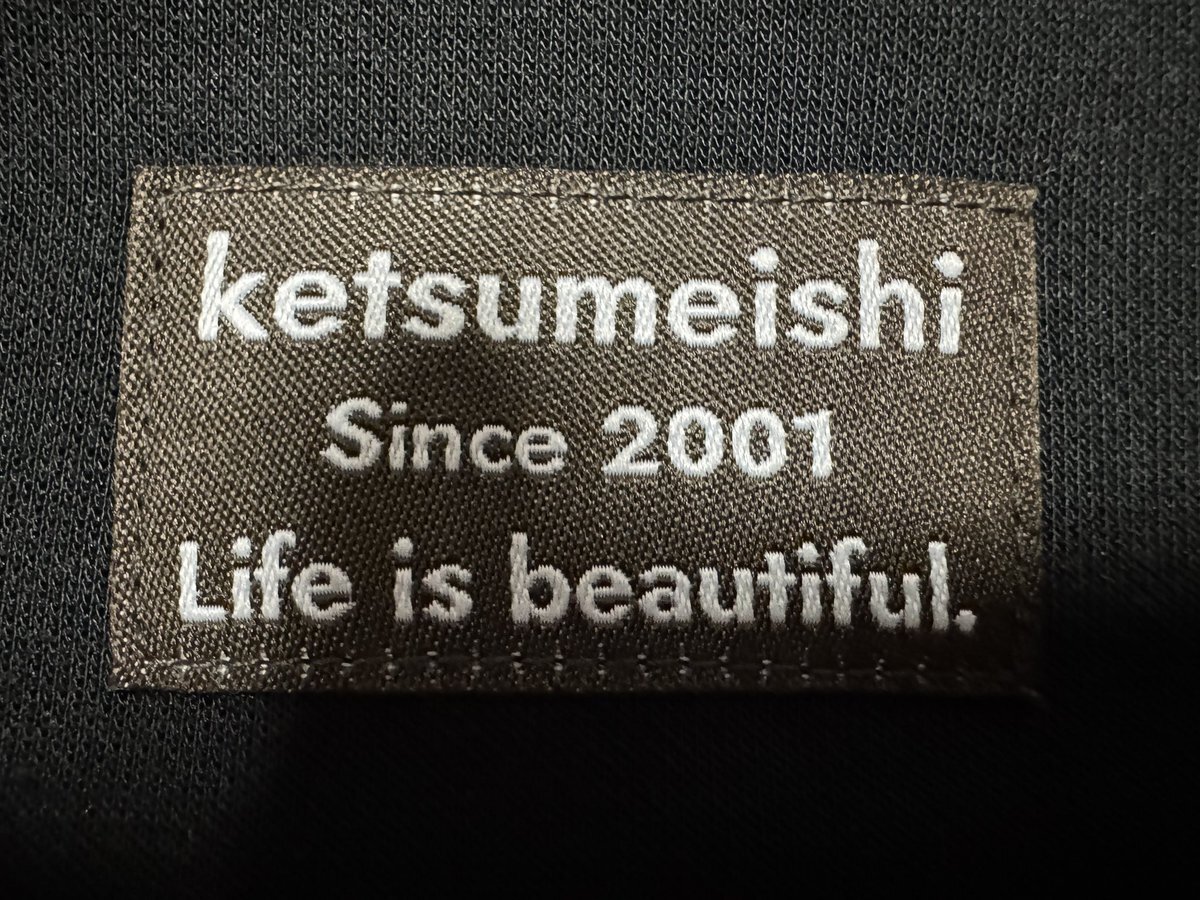 ketsumeishi
Since 2001
Life is beautiful.